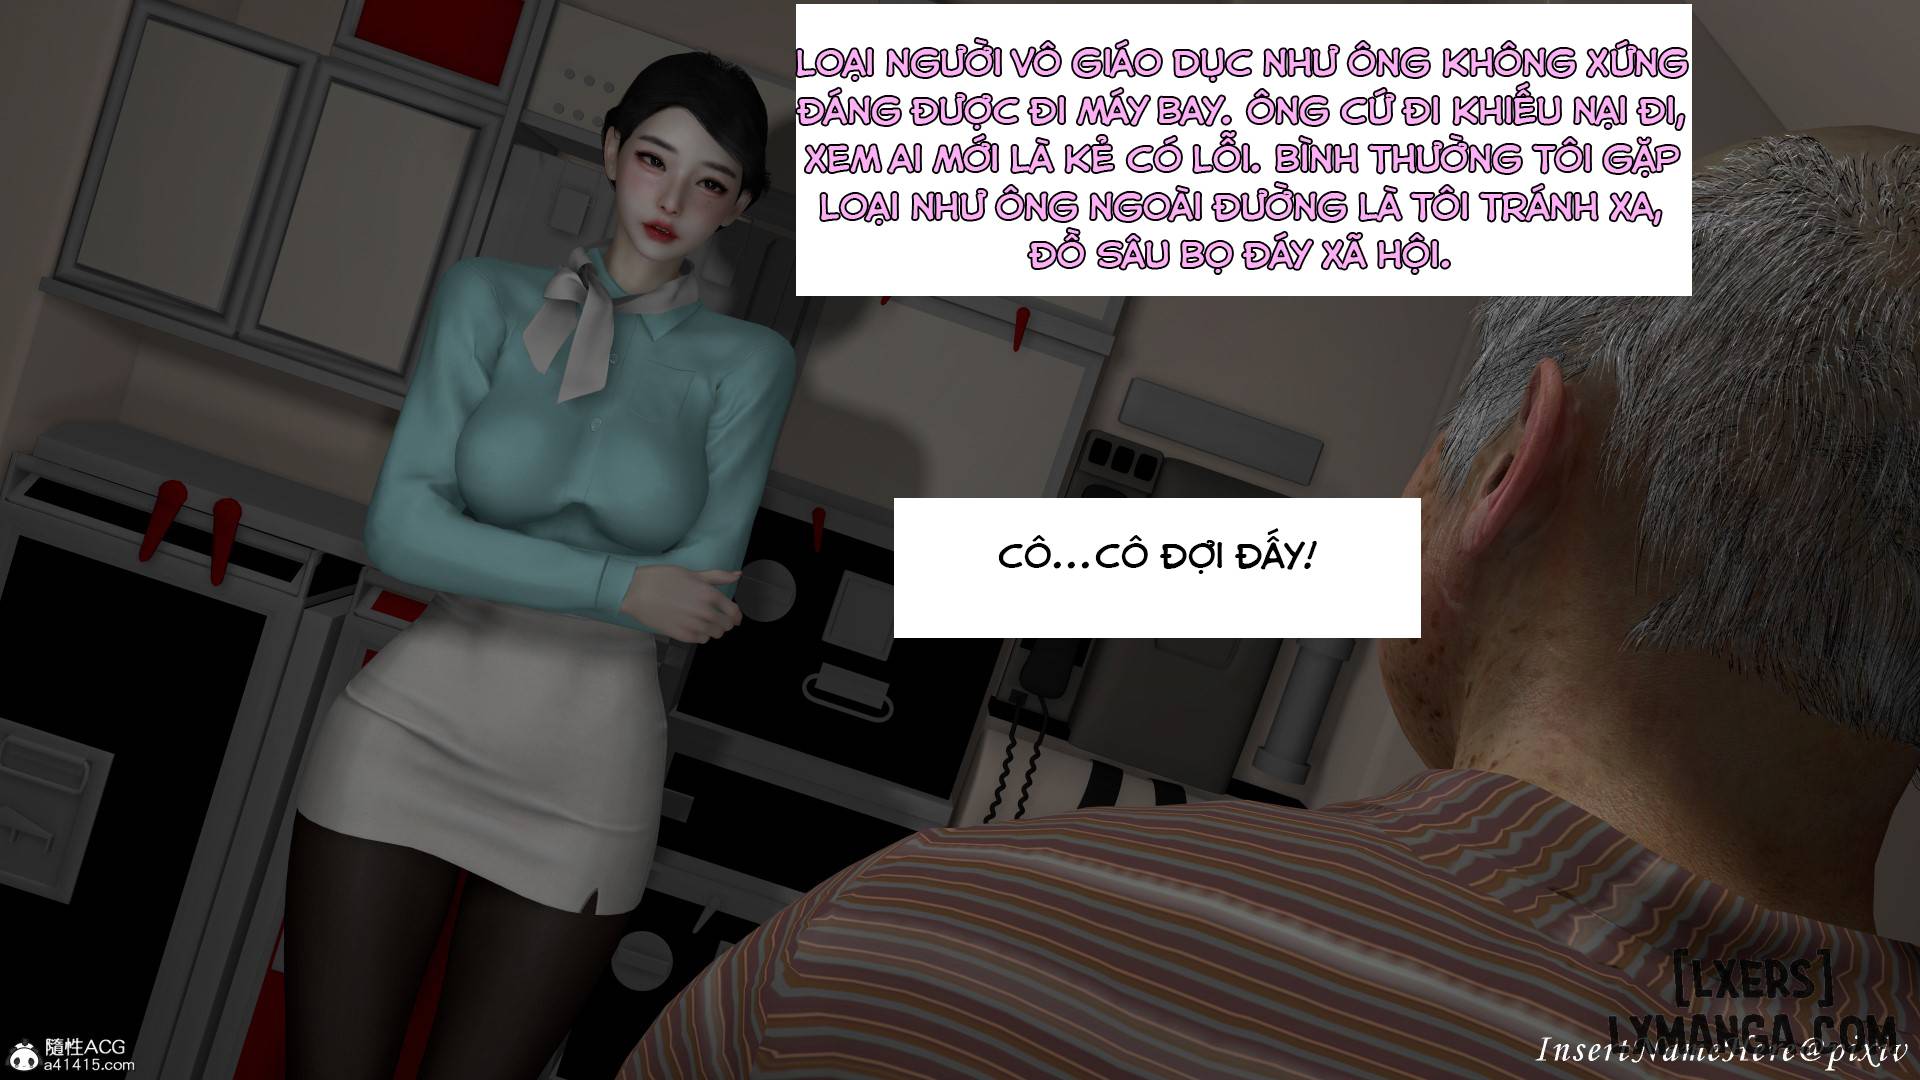 LOẠI NGƯỜI VÔ GIÁO DỤC NHƯ ÔNG KHÔNG XỨNG
ĐÁNG ĐƯỢC ĐI MÁY BAY. ÔNG CỨ ĐI KHIẾU NẠI ĐI,
XEM AI MỚI LÀ KẺ CÓ LỖI. BÌNH THƯỜNG TÔI GẶP
LOẠI NHƯ ÔNG NGOÀI ĐƯỜNG LÀ TÔI TRÁNH XA,
ĐỒ SÂU BỌ ĐÁY XÃ HỘI.
CÔ...CÔ ĐỢI ĐẤY!
[LXERS]
LXMANGA.COM
InsertNameHere@pixiv
隨性ACG
a41415.com